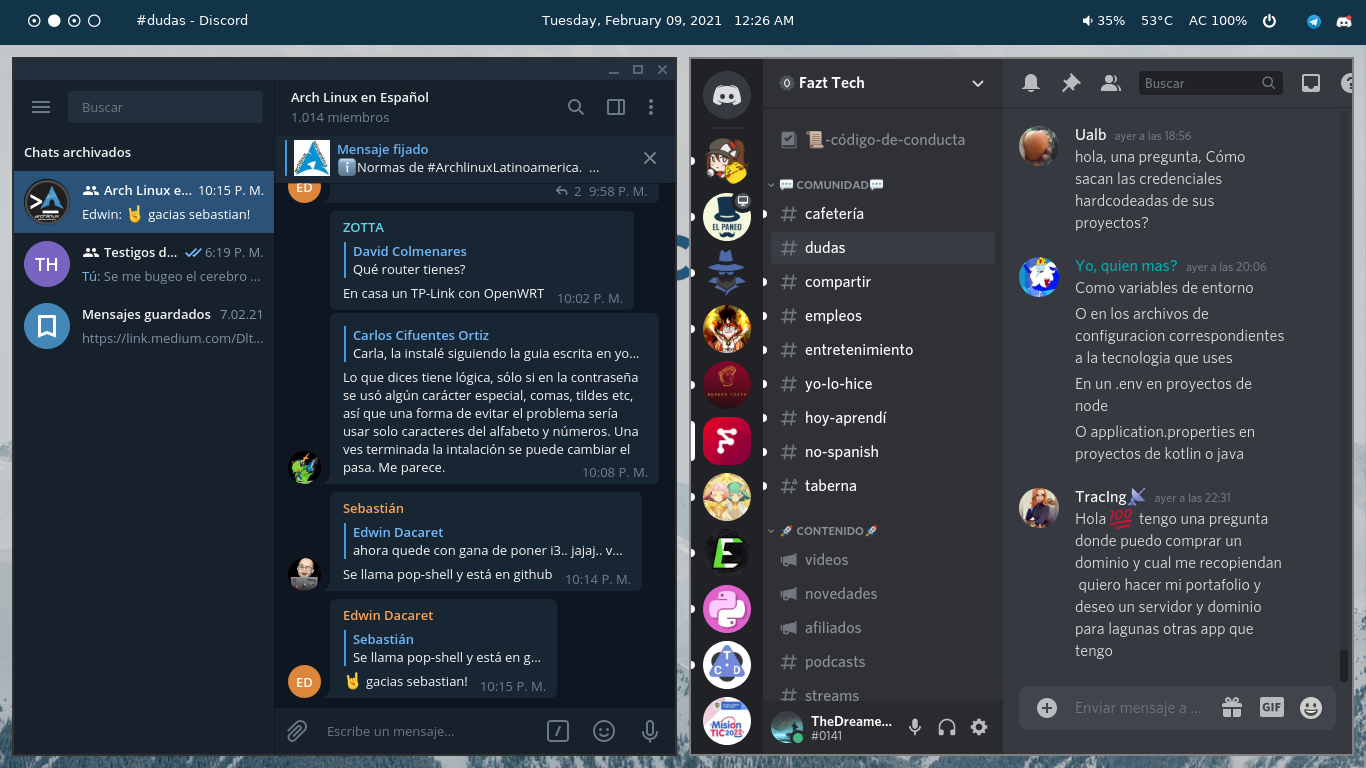 #dudas - Discord
Tuesday, February 09, 2021 12:26 AM
35% 53°C AC 100%
Buscar
Chats archivados
Arch Linux e... 10:15 P. M.
Edwin: 🤘 gacias sebastian!
TH
Testigos d... 6:19 P. M.
Tú: Se me bugeo el cerebro ...
Mensajes guardados 7.02.21
https://link.medium.com/Dlt...
Arch Linux en Español
1.014 miembros
Mensaje fijado
ℹ️Normas de #ArchlinuxLatinoamerica. ...
ED
2 9:58 P. M.
ZOTTA
David Colmenares
Qué router tienes?
En casa un TP-Link con OpenWRT 10:02 P. M.
Carlos Cifuentes Ortiz
Carla, la instalé siguiendo la guia escrita en yo...
Lo que dices tiene lógica, sólo si en la contraseña
se usó algún carácter especial, comas, tildes etc,
así que una forma de evitar el problema sería
usar solo caracteres del alfabeto y números. Una
ves terminada la intalación se puede cambiar el
pasa. Me parece. 10:08 P. M.
Sebastián
Edwin Dacaret
ahora quede con gana de poner i3.. jajaj.. v...
Se llama pop-shell y está en github 10:14 P. M.
Edwin Dacaret
Sebastián
Se llama pop-shell y está en g...
🤘 gacias sebastian! 10:15 P. M.
ED
Escribe un mensaje...
EL PANEO
T
C D
Misión
TIC2022
Fazt Tech
📜-código-de-conducta
💬COMUNIDAD💬
cafetería
dudas
compartir
empleos
entretenimiento
yo-lo-hice
hoy-aprendí
no-spanish
taberna
🚀CONTENIDO🚀
videos
novedades
afiliados
podcasts
streams
TheDreame...
#0141
Buscar
Ualb ayer a las 18:56
hola, una pregunta, Cómo
sacan las credenciales
hardcodeadas de sus
proyectos?
Yo, quien mas? ayer a las 20:06
Como variables de entorno
O en los archivos de
configuracion correspondientes
a la tecnologia que uses
En un .env en proyectos de
node
O application.properties en
proyectos de kotlin o java
TracIng📡 ayer a las 22:31
Hola 💯 tengo una pregunta
donde puedo comprar un
dominio y cual me recopiendan
quiero hacer mi portafolio y
deseo un servidor y dominio
para lagunas otras app que
tengo
Enviar mensaje a ...
GIF